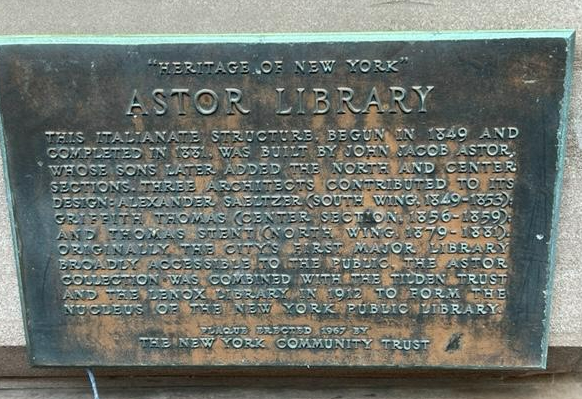 "HERITAGE OF NEW YORK"
ASTOR LIBRARY
THIS ITALIANATE STRUCTURE, BEGUN IN 1849 AND
COMPLETED IN 1881, WAS BUILT BY JOHN JACOB ASTOR,
WHOSE SONS LATER ADDED THE NORTH AND CENTER
SECTIONS. THREE ARCHITECTS CONTRIBUTED TO ITS
DESIGN: ALEXANDER SAELTZER (SOUTH WING, 1849-1853);
GRIFFITH THOMAS (CENTER SECTION, 1856-1859);
AND THOMAS STENT (NORTH WING, 1879-1881).
ORIGINALLY THE CITY'S FIRST MAJOR LIBRARY
BROADLY ACCESSIBLE TO THE PUBLIC, THE ASTOR
COLLECTION WAS COMBINED WITH THE TILDEN TRUST
AND THE LENOX LIBRARY IN 1912 TO FORM THE
NUCLEUS OF THE NEW YORK PUBLIC LIBRARY.
PLAQUE ERECTED 1967 BY
THE NEW YORK COMMUNITY TRUST